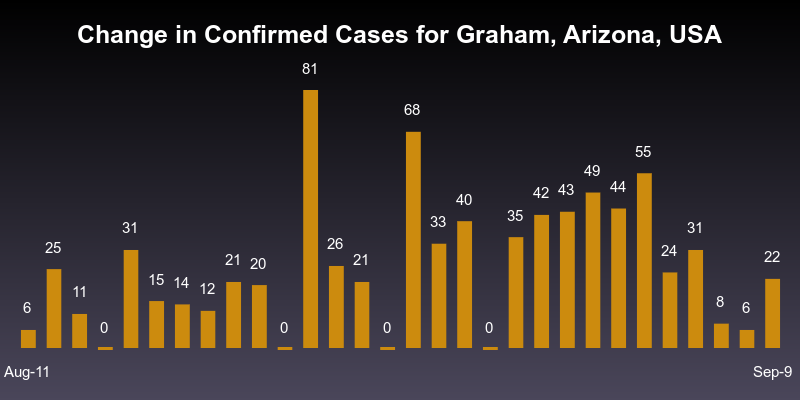 Change in Confirmed Cases for Graham, Arizona, USA
6 25 11 0 31 15 14 12 21 20 0 81 26 21 0 68 33 40 0 35 42 43 49 44 55 24 31 8 6 22
Aug-11 Sep-9